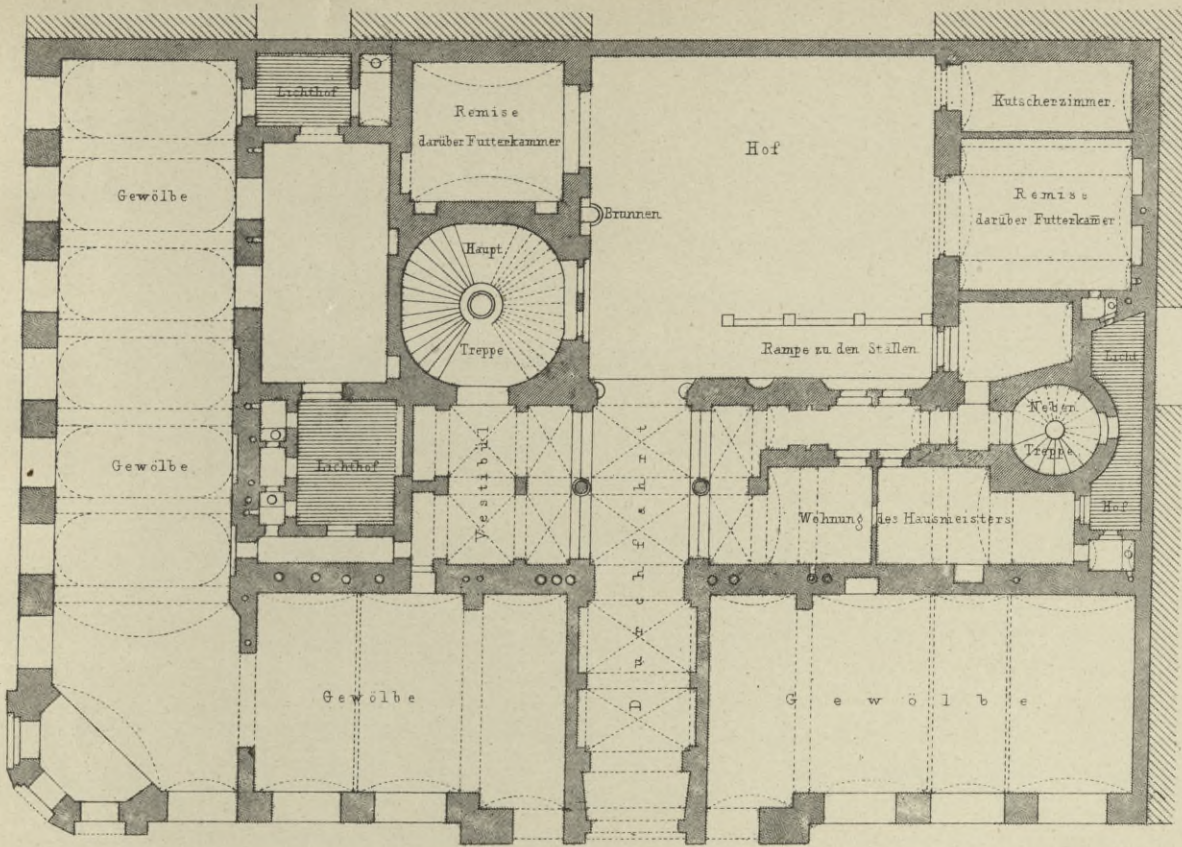 Lichthof
Remise
darüber Futterkammer
Kutscherzimmer.
Hof
Gewölbe
Remise
darüber Futterkamer
Brunnen
Haupt
Treppe
Rampe zu den Ställen
Licht
Hof
Neben
Treppe
Gewölbe
Lichthof
Vestibul
Durchfahrt
Wohnung des Hausmeisters
Gewölbe
Gewölbe